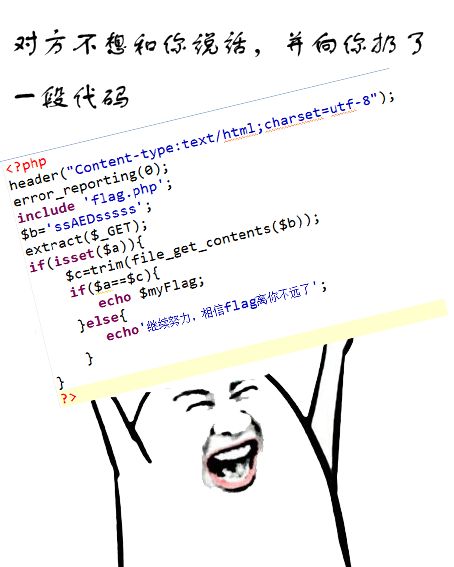 对方不想和你说话，并向你扔了
一段代码
<?php
header("Content-type:text/html;charset=utf-8");
error_reporting(0);
include 'flag.php';
$b='ssAEDsssss';
extract($_GET);
if(isset($a)){
$c=trim(file_get_contents($b));
if($a==$c){
echo $myFlag;
}else{
echo'继续努力，相信flag离你不远了';
}
}
?>